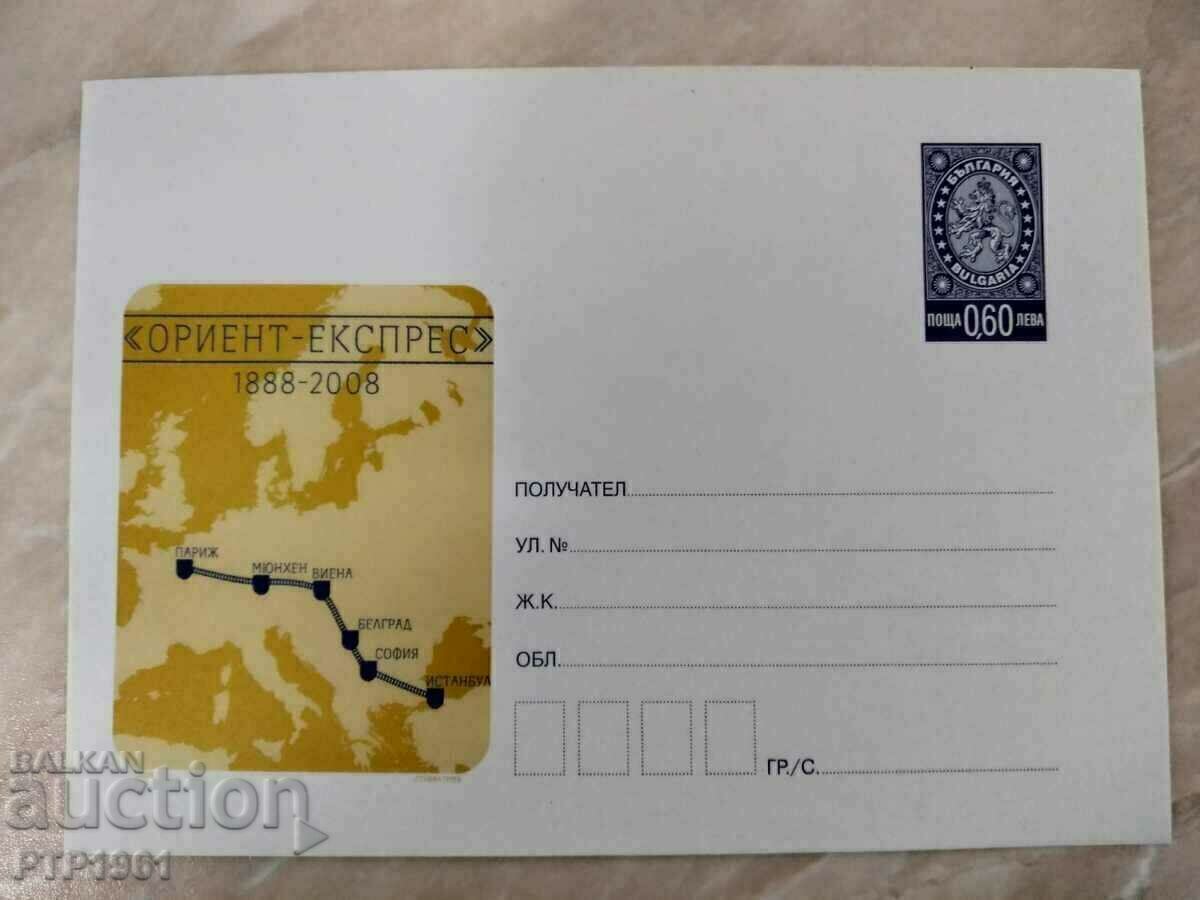 БЪЛГАРИЯ
BULGARIA
ПОЩА 0,60 ЛЕВА
«ОРИЕНТ-ЕКСПРЕС»
1888-2008
ПАРИЖ
МЮНХЕН
ВИЕНА
БЕЛГРАД
СОФИЯ
ИСТАНБУЛ
ПОЛУЧАТЕЛ
УЛ. №
Ж.К.
ОБЛ.
ГР./С.
BALKAN
auction
PTP1961